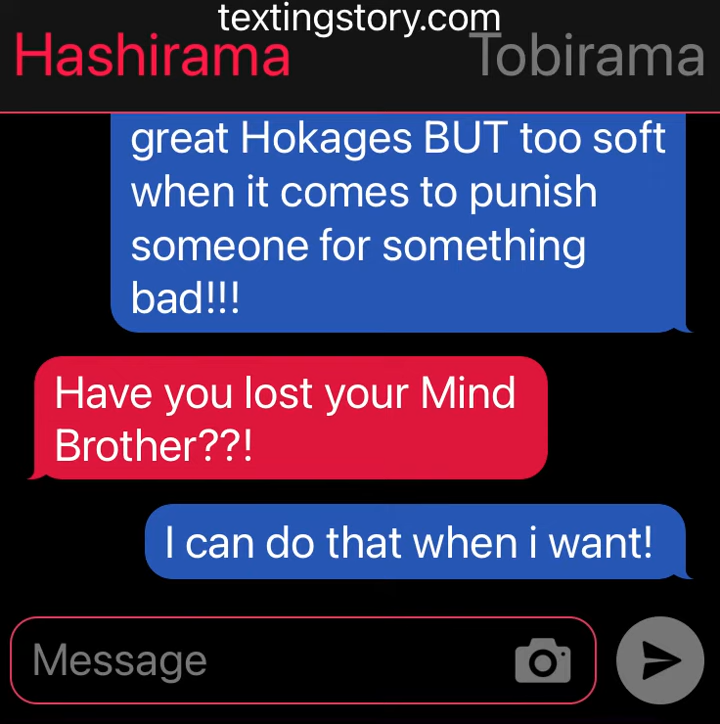 textingstory.com
Hashirama
Tobirama
great Hokages BUT too soft
when it comes to punish
someone for something
bad!!!
Have you lost your Mind
Brother??!
I can do that when i want!
Message